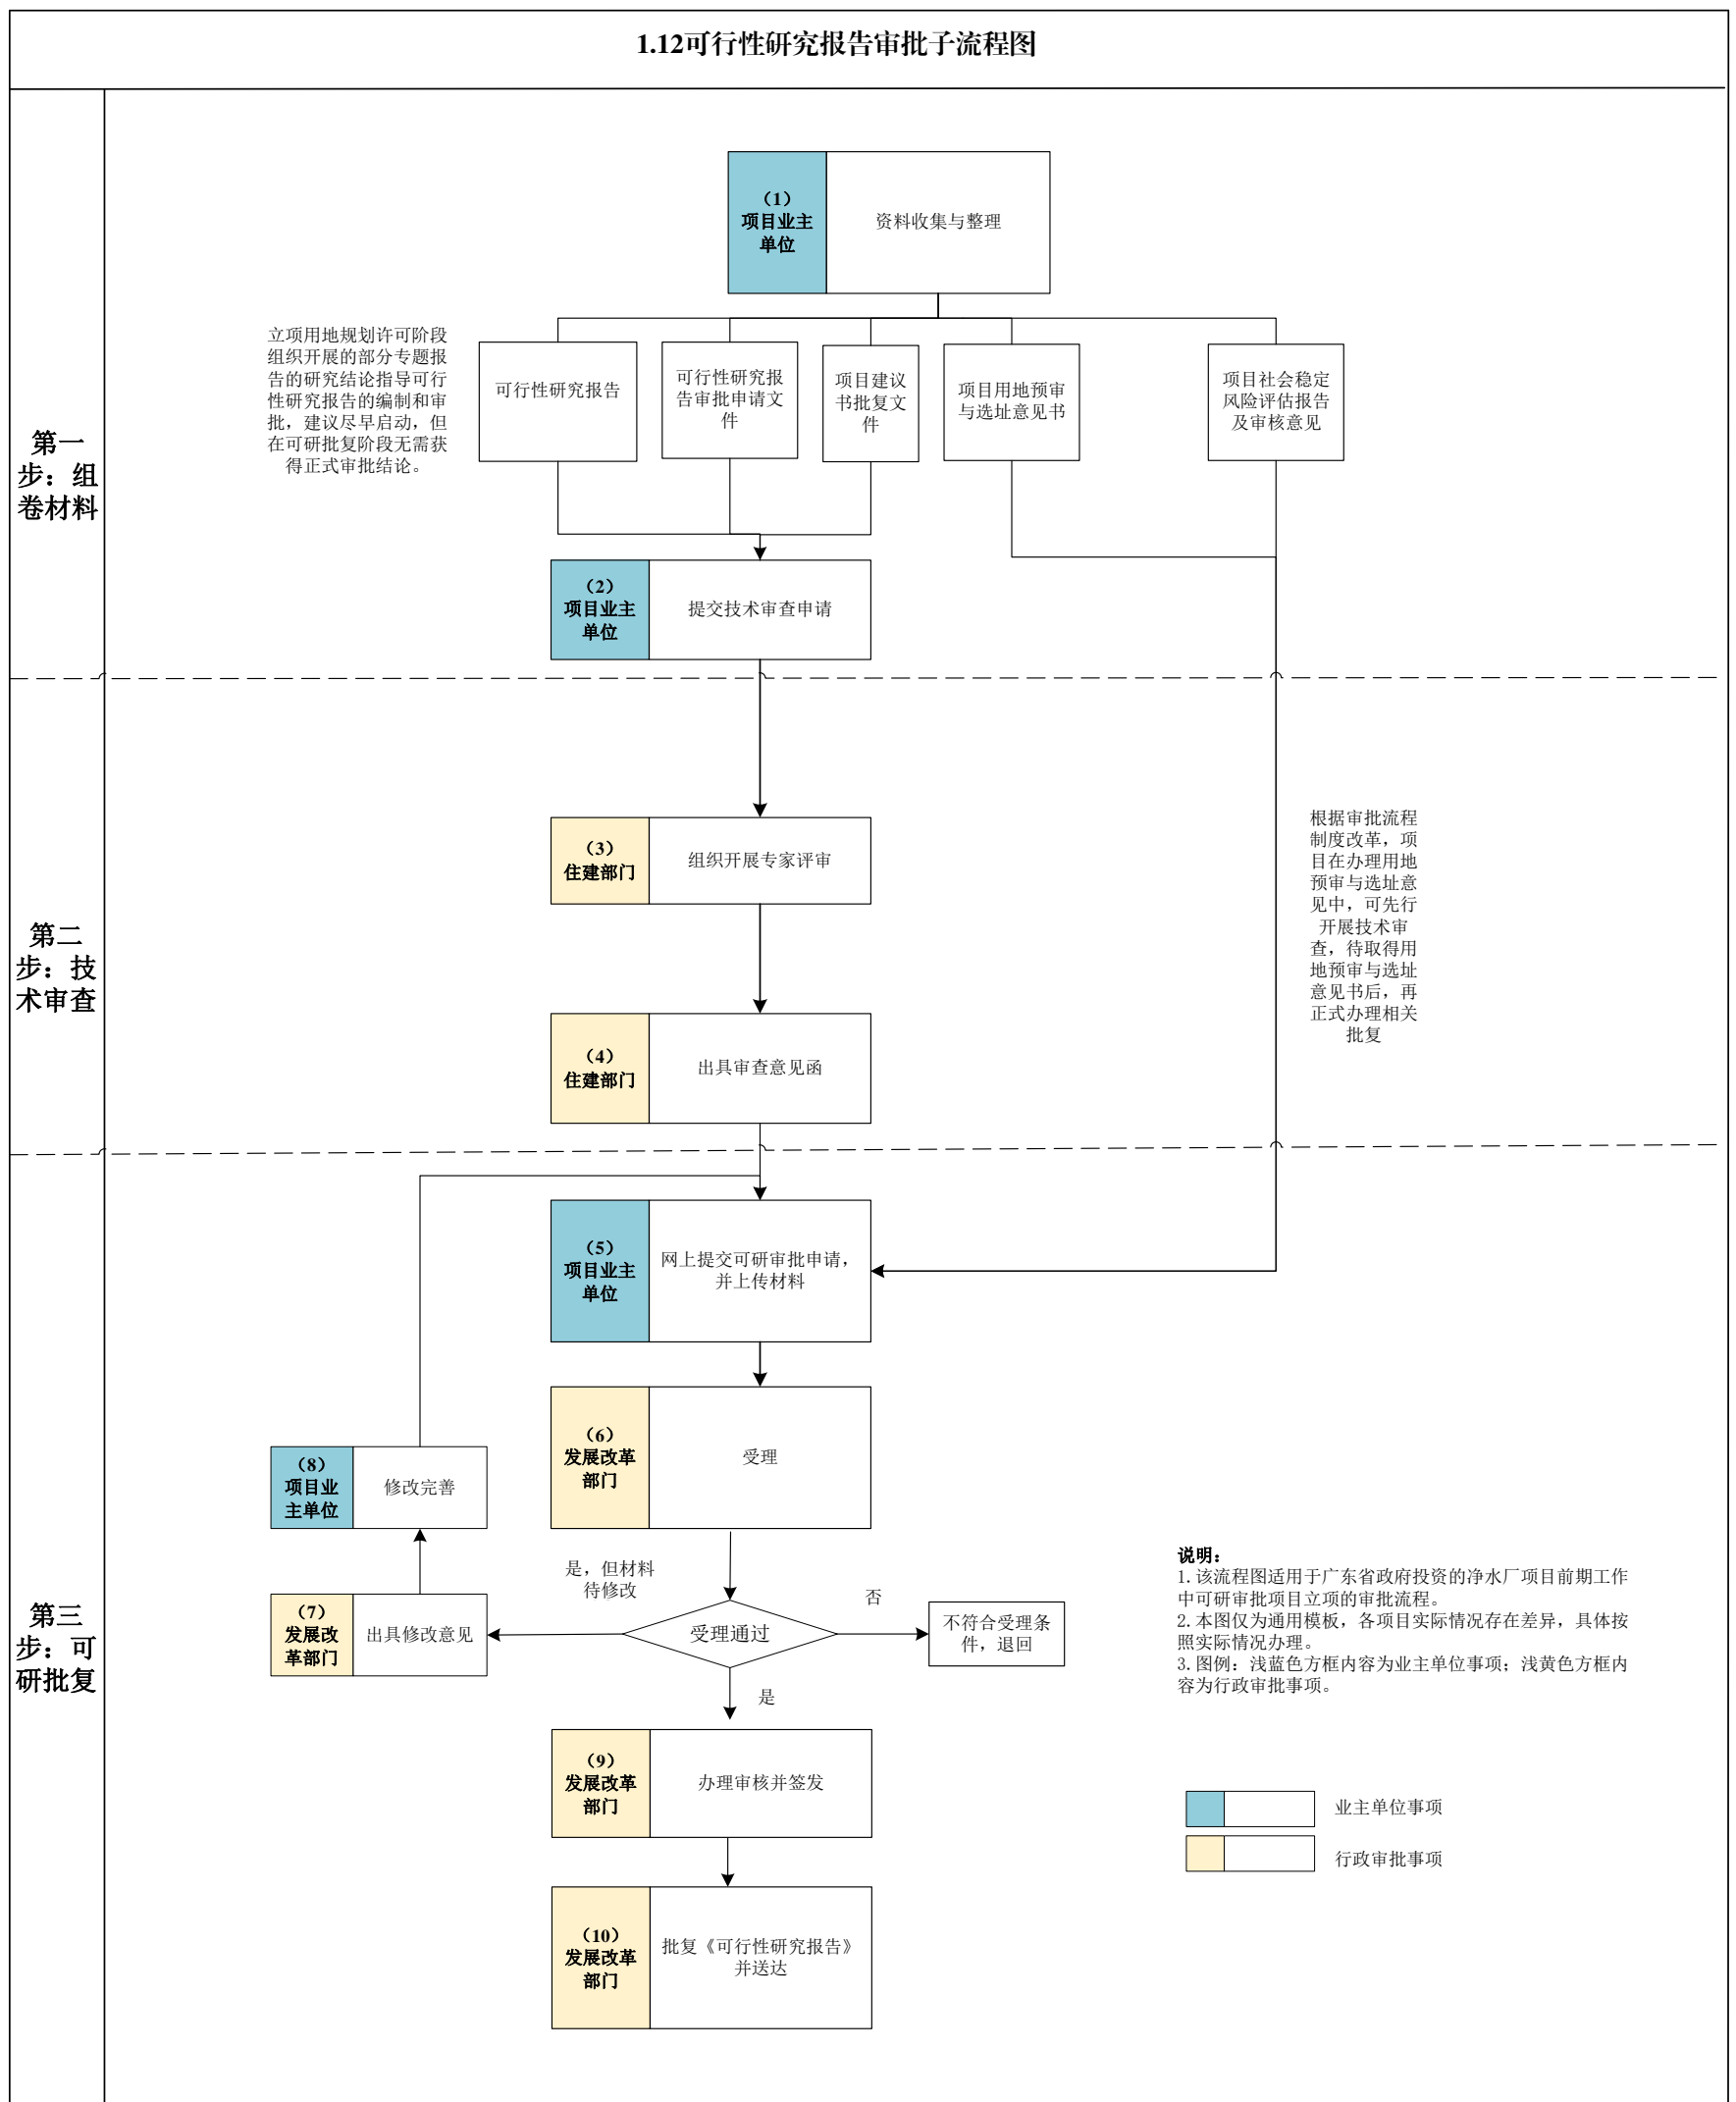 1.12可行性研究报告审批子流程图
第一
步：组
卷材料
（1）
项目业主
单位
资料收集与整理
立项用地规划许可阶段
组织开展的部分专题报
告的研究结论指导可行
性研究报告的编制和审
批，建议尽早启动，但
在可研批复阶段无需获
得正式审批结论。
可行性研究报告
可行性研究报
告审批申请文
件
项目建议
书批复文
件
项目用地预审
与选址意见书
项目社会稳定
风险评估报告
及审核意见
（2）
项目业主
单位
提交技术审查申请
第二
步：技
术审查
（3）
住建部门
组织开展专家评审
根据审批流程
制度改革，项
目在办理用地
预审与选址意
见中，可先行
开展技术审
查，待取得用
地预审与选址
意见书后，再
正式办理相关
批复
（4）
住建部门
出具审查意见函
第三
步：可
研批复
（5）
项目业主
单位
网上提交可研审批申请，
并上传材料
（6）
发展改革
部门
受理
（8）
项目业
主单位
修改完善
是，但材料
待修改
（7）
发展改
革部门
出具修改意见
受理通过
否
不符合受理条
件，退回
是
（9）
发展改革
部门
办理审核并签发
（10）
发展改革
部门
批复《可行性研究报告》
并送达
说明：
1.该流程图适用于广东省政府投资的净水厂项目前期工作
中可研审批项目立项的审批流程。
2.本图仅为通用模板，各项目实际情况存在差异，具体按
照实际情况办理。
3.图例：浅蓝色方框内容为业主单位事项；浅黄色方框内
容为行政审批事项。
业主单位事项
行政审批事项